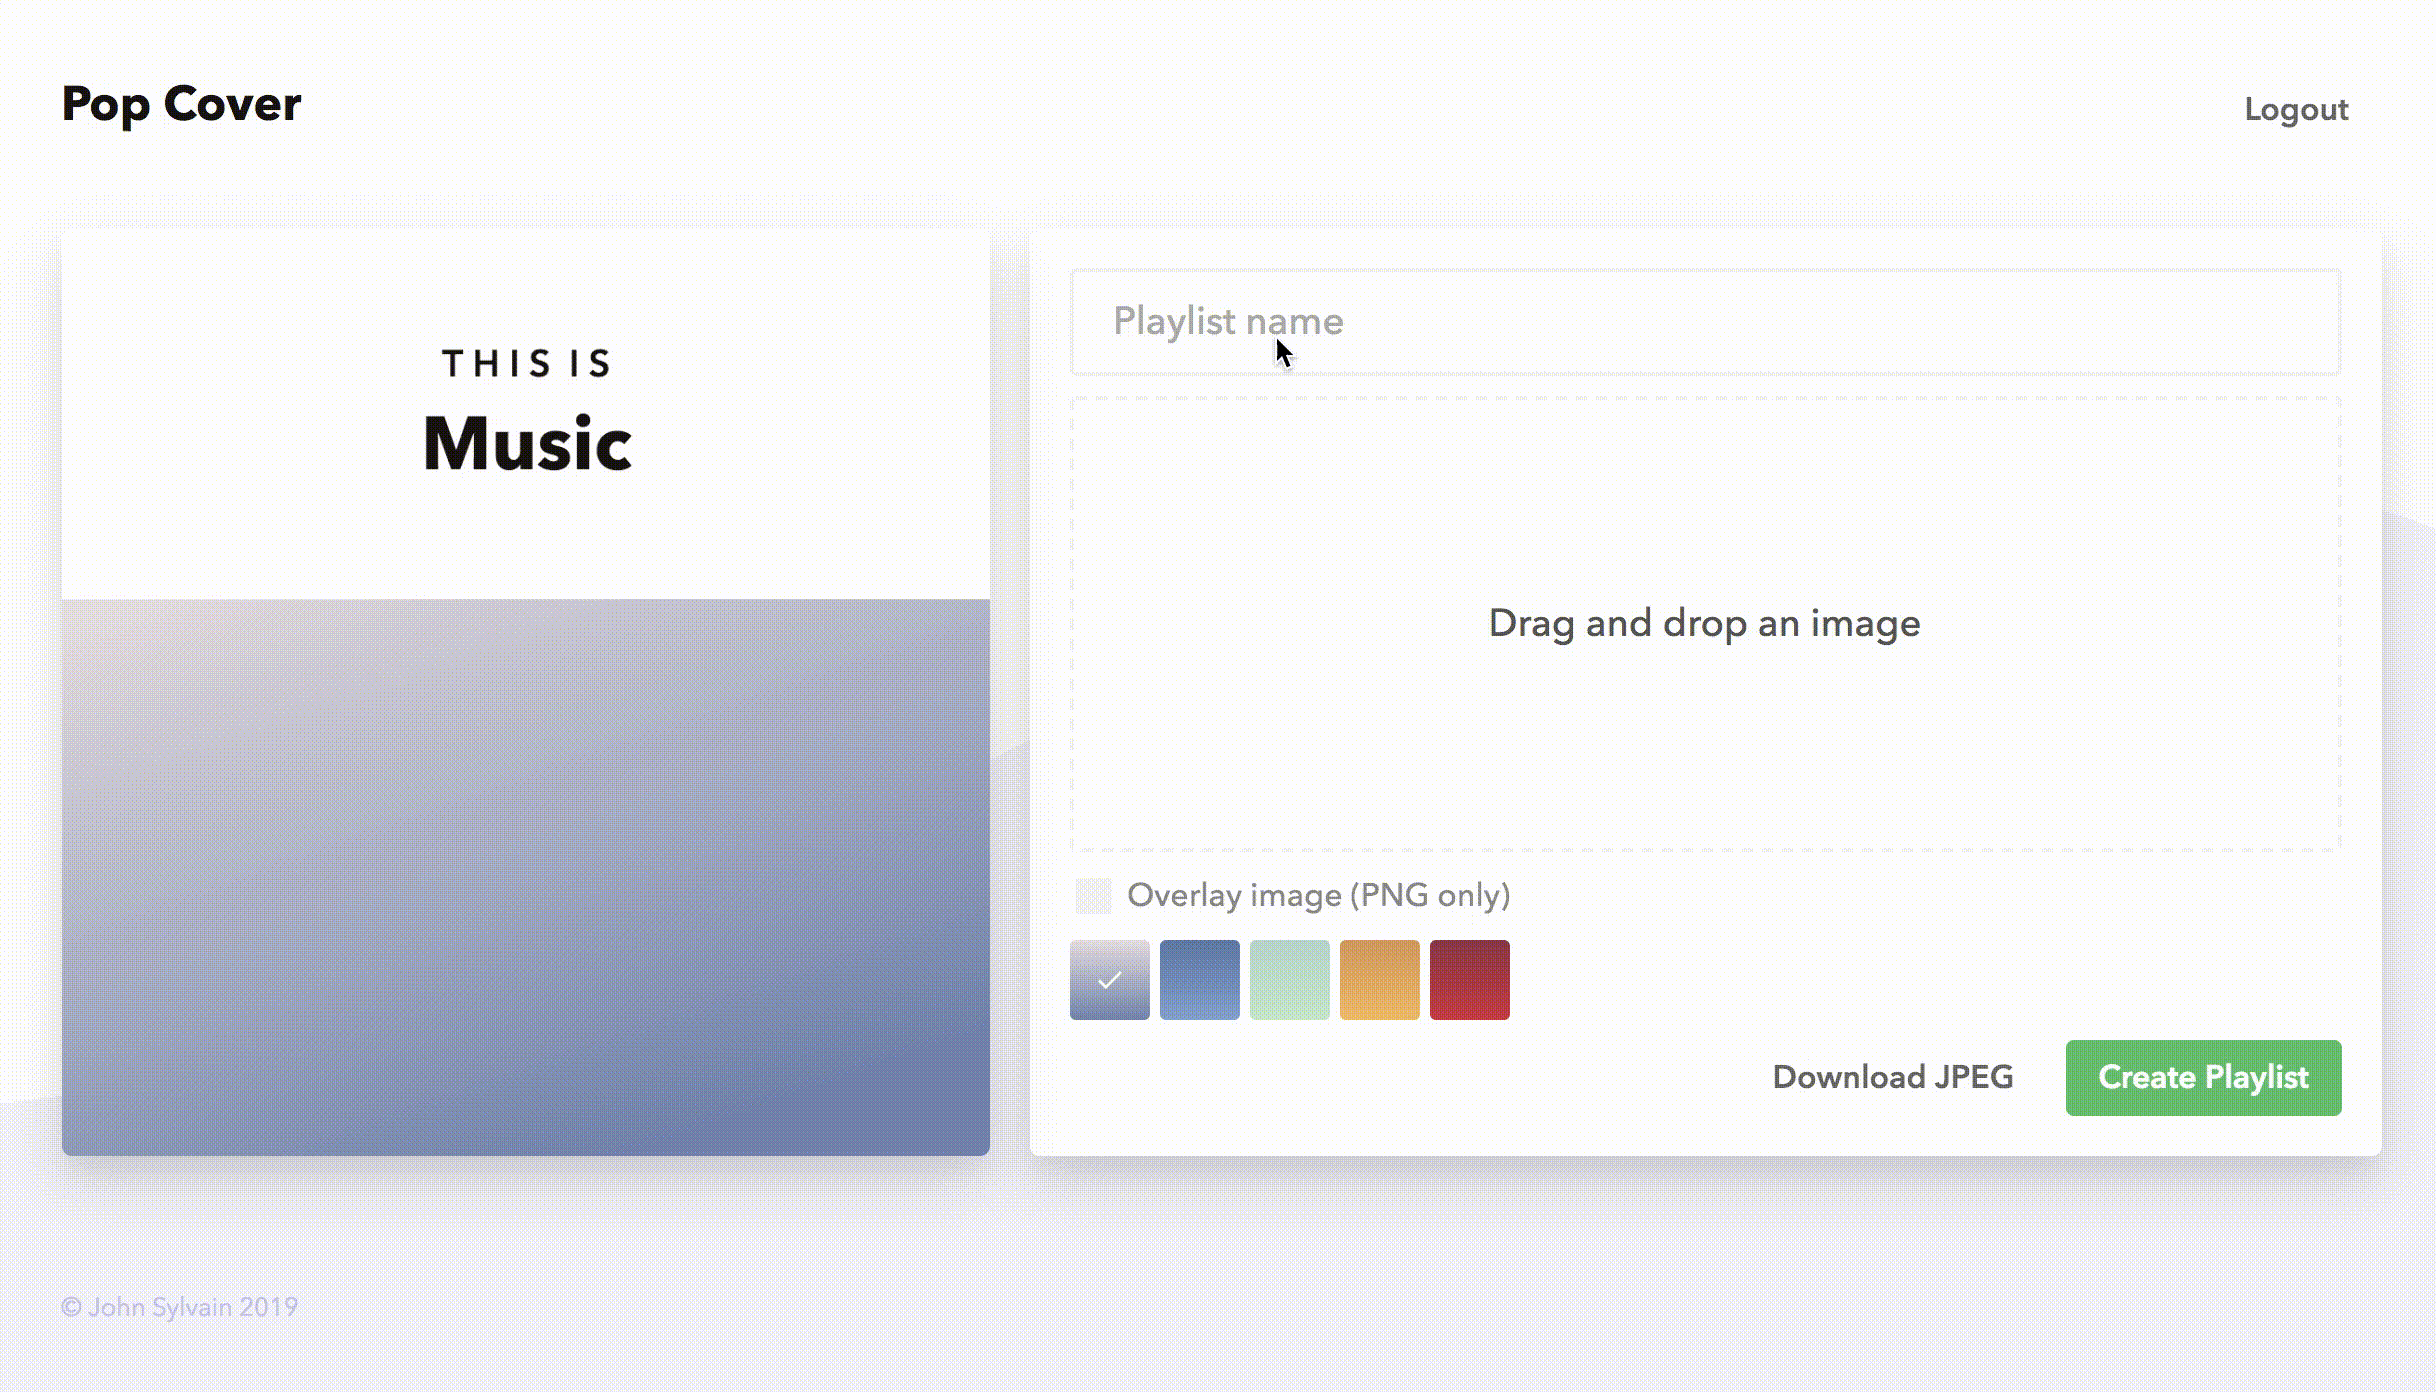 Pop Cover
Logout
THIS IS
Music
Playlist name
Drag and drop an image
Overlay image (PNG only)
Download JPEG
Create Playlist
© John Sylvain 2019